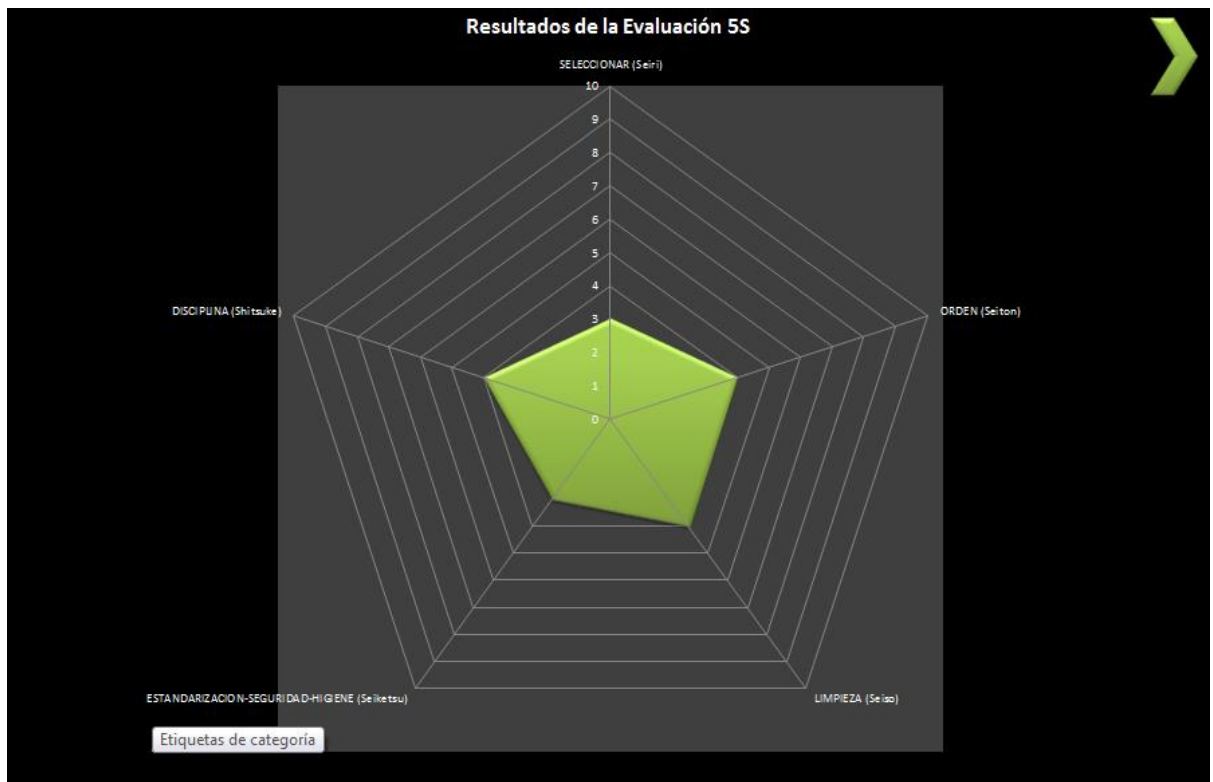 Resultados de la Evaluación 5S
SELECCIONAR (Seiri)
10
9
8
7
6
5
4
3
2
1
0
DISCIPLINA (Shitsuke)
ORDEN (Seiton)
ESTANDARIZACION-SEGURIDAD-HIGIENE (Seiketsu)
LIMPIEZA (Seiso)
Etiquetas de categoría